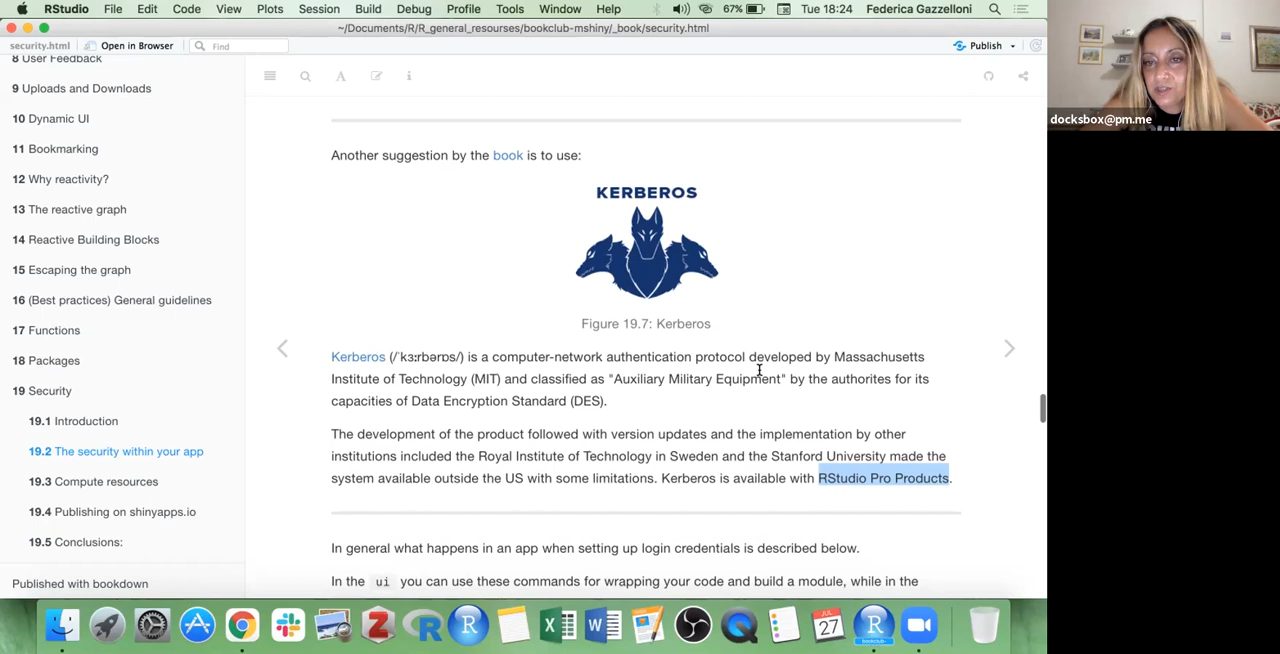 RStudio File Edit Code View Plots Session Build Debug Profile Tools Window Help 67% Tue 18:24 Federica Gazzelloni
~/Documents/R/R_general_resourses/bookclub-mshiny/_book/security.html
security.html Open in Browser Find Publish
8 User Feedback
9 Uploads and Downloads
10 Dynamic UI
11 Bookmarking
12 Why reactivity?
13 The reactive graph
14 Reactive Building Blocks
15 Escaping the graph
16 (Best practices) General guidelines
17 Functions
18 Packages
19 Security
19.1 Introduction
19.2 The security within your app
19.3 Compute resources
19.4 Publishing on shinyapps.io
19.5 Conclusions:
Published with bookdown
Another suggestion by the book is to use:
KERBEROS
Figure 19.7: Kerberos
Kerberos (/ˈkɜːrbərɒs/) is a computer-network authentication protocol developed by Massachusetts
Institute of Technology (MIT) and classified as "Auxiliary Military Equipment" by the authorites for its
capacities of Data Encryption Standard (DES).
The development of the product followed with version updates and the implementation by other
institutions included the Royal Institute of Technology in Sweden and the Stanford University made the
system available outside the US with some limitations. Kerberos is available with RStudio Pro Products.
In general what happens in an app when setting up login credentials is described below.
In the ui you can use these commands for wrapping your code and build a module, while in the
docksbox@pm.me
JUL
27